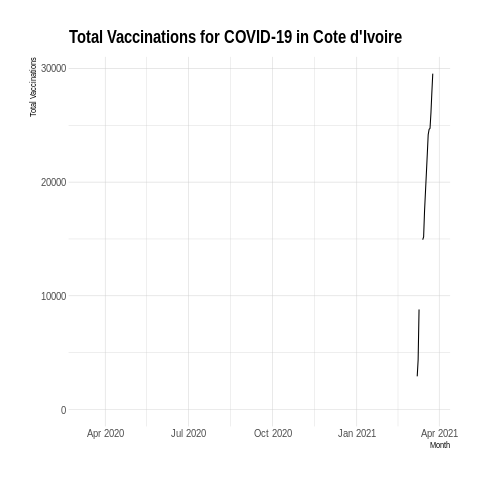 Total Vaccinations for COVID-19 in Cote d'Ivoire
Total Vaccinations
30000
20000
10000
0
Apr 2020 Jul 2020 Oct 2020 Jan 2021 Apr 2021
Month